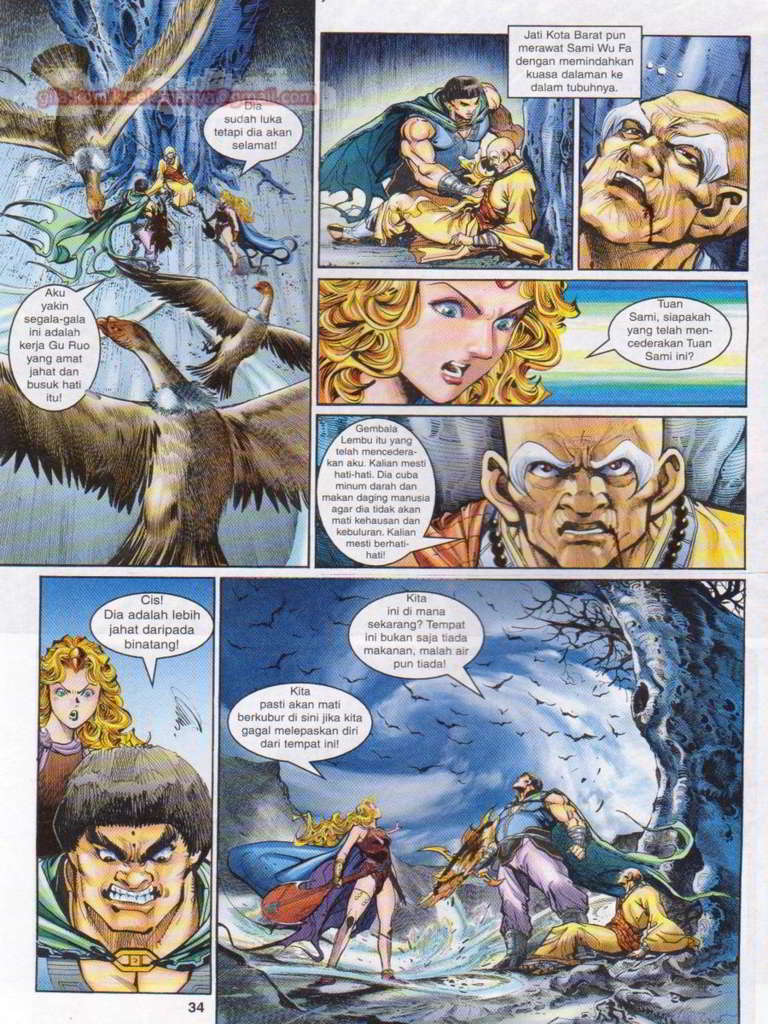 Dia
sudah luka
tetapi dia akan
selamat!
Aku
yakin
segala-gala
ini adalah
kerja Gu Ruo
yang amat
jahat dan
busuk hati
itu!
Jati Kota Barat pun
merawat Sami Wu Fa
dengan memindahkan
kuasa dalaman ke
dalam tubuhnya.
Tuan
Sami, siapakah
yang telah men-
cederakan Tuan
Sami ini?
Gembala
Lembu itu yang
telah mencedera-
kan aku. Kalian mesti
hati-hati. Dia cuba
minum darah dan
makan daging manusia
agar dia tidak akan
mati kehausan dan
kebuluran. Kalian
mesti berhati-
hati!
Cis!
Dia adalah lebih
jahat daripada
binatang!
Kita
ini di mana
sekarang? Tempat
ini bukan saja tiada
makanan, malah air
pun tiada!
Kita
pasti akan mati
berkubur di sini jika kita
gagal melepaskan diri
dari tempat ini!
34